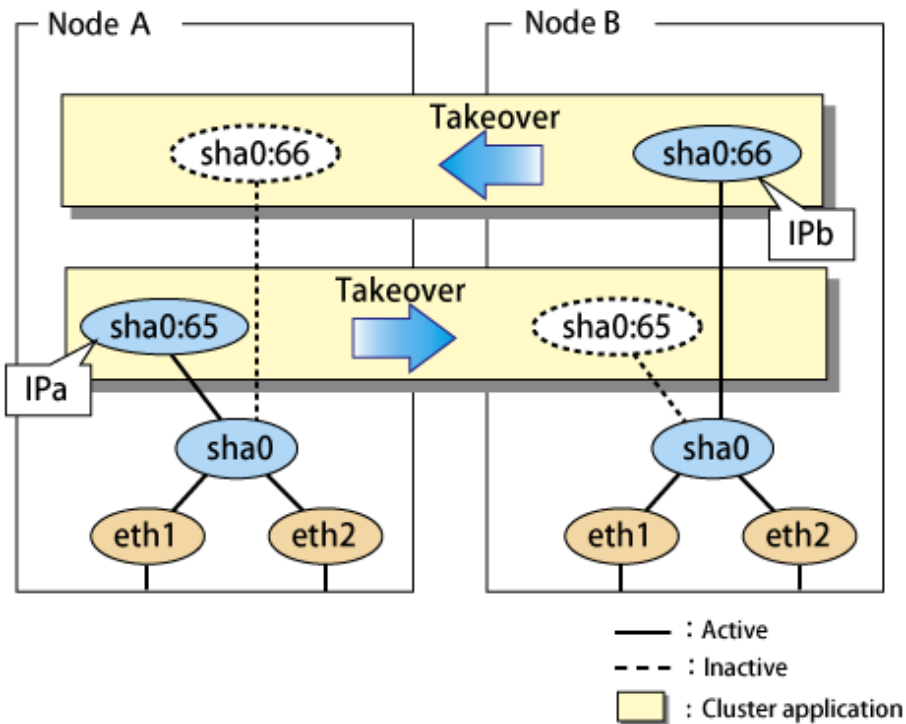 Node A
Node B
Takeover
sha0:66
sha0:66
IPb
Takeover
sha0:65
sha0:65
IPa
sha0
sha0
eth1
eth2
eth1
eth2
: Active
: Inactive
: Cluster application